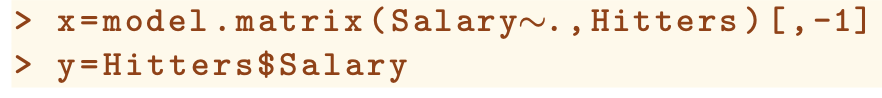 > x=model.matrix(Salary∼.,Hitters)[,-1]
> y=Hitters$Salary